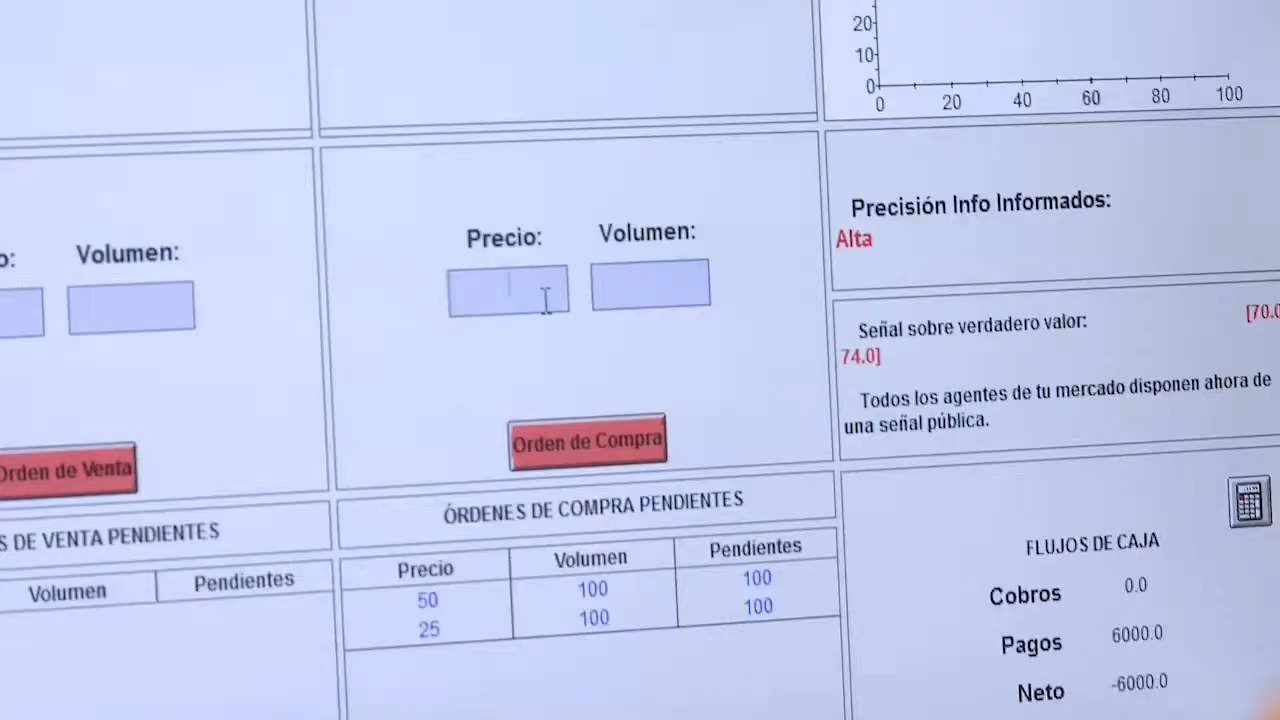 20
10
0
0 20 40 60 80 100
Precisión Info Informados:
Alta
Volumen:
Precio: Volumen:
Señal sobre verdadero valor:
74.0]
Todos los agentes de tu mercado disponen ahora de
una señal pública.
Orden de Venta
Orden de Compra
DE VENTA PENDIENTES
ÓRDENES DE COMPRA PENDIENTES
Volumen Pendientes
Precio Volumen Pendientes
50 100 100
25 100 100
FLUJOS DE CAJA
Cobros 0.0
Pagos 6000.0
Neto -6000.0